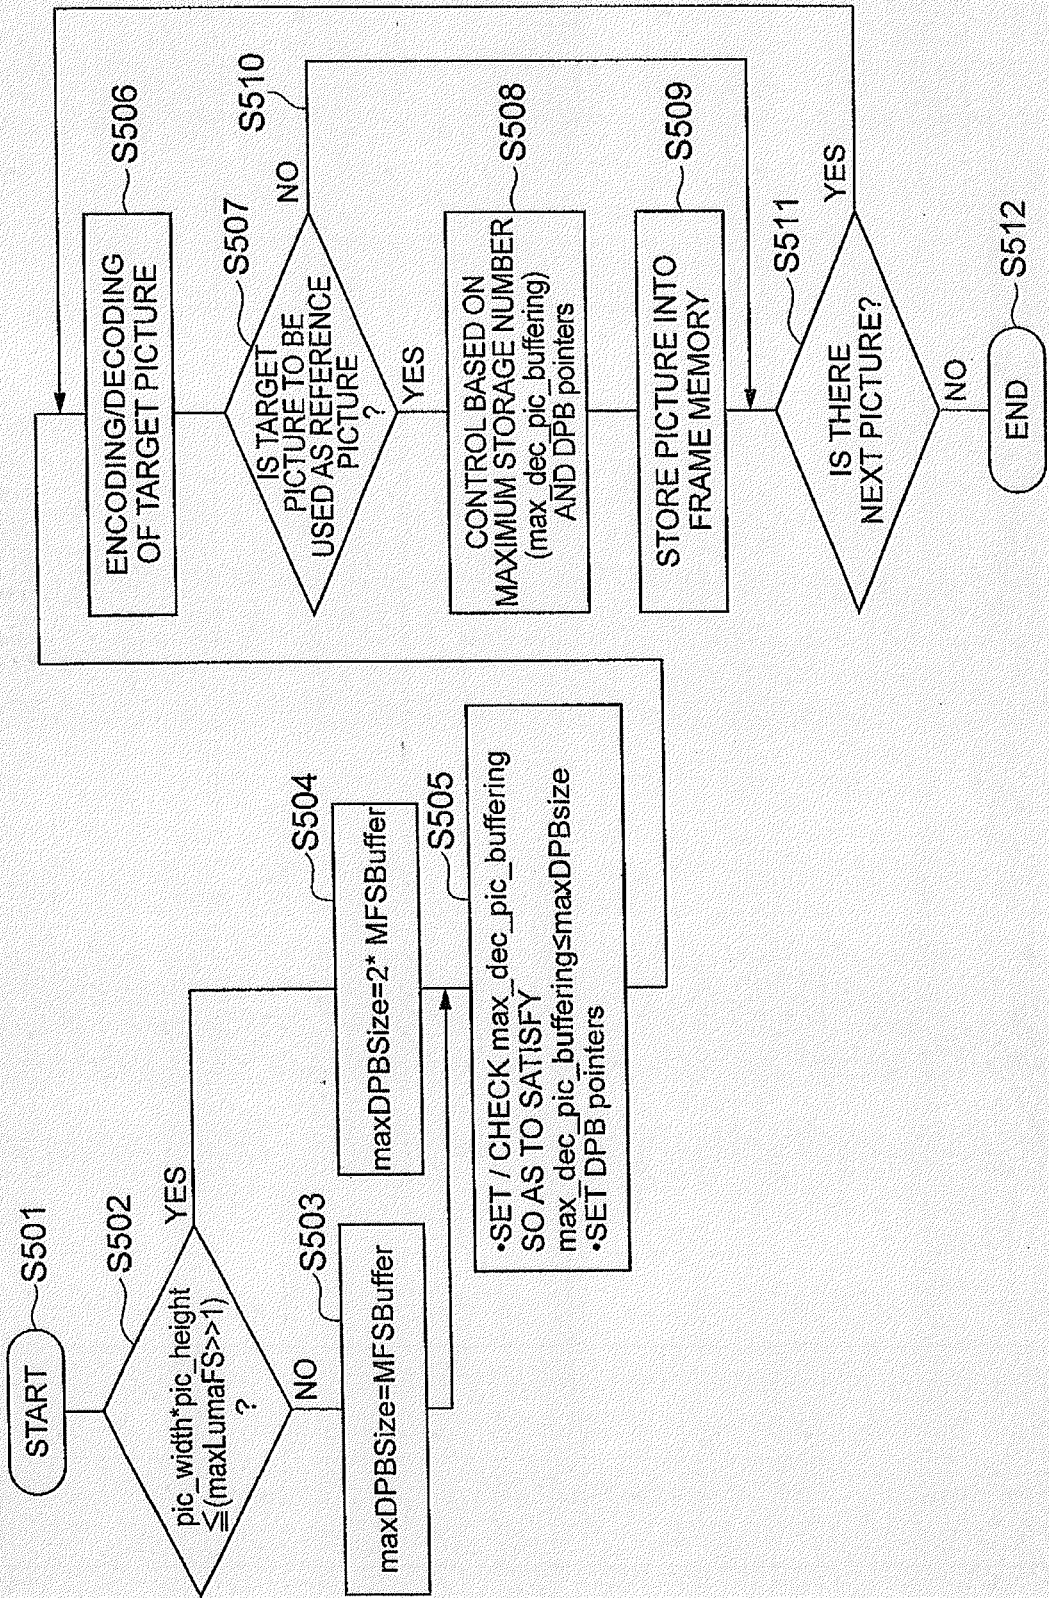 START
S501
pic_width*pic_height
≦(maxLumaFS>>1)
?
S502
YES
NO
maxDPBSize=MFSBuffer
S503
maxDPBSize=2* MFSBuffer
S504
•SET / CHECK max_dec_pic_buffering
SO AS TO SATISFY
max_dec_pic_buffering≤maxDPBsize
•SET DPB pointers
S505
ENCODING/DECODING
OF TARGET PICTURE
S506
IS TARGET
PICTURE TO BE
USED AS REFERENCE
PICTURE
?
S507
NO
S510
YES
CONTROL BASED ON
MAXIMUM STORAGE NUMBER
(max_dec_pic_buffering)
AND DPB pointers
S508
STORE PICTURE INTO
FRAME MEMORY
S509
IS THERE
NEXT PICTURE?
S511
YES
NO
END
S512